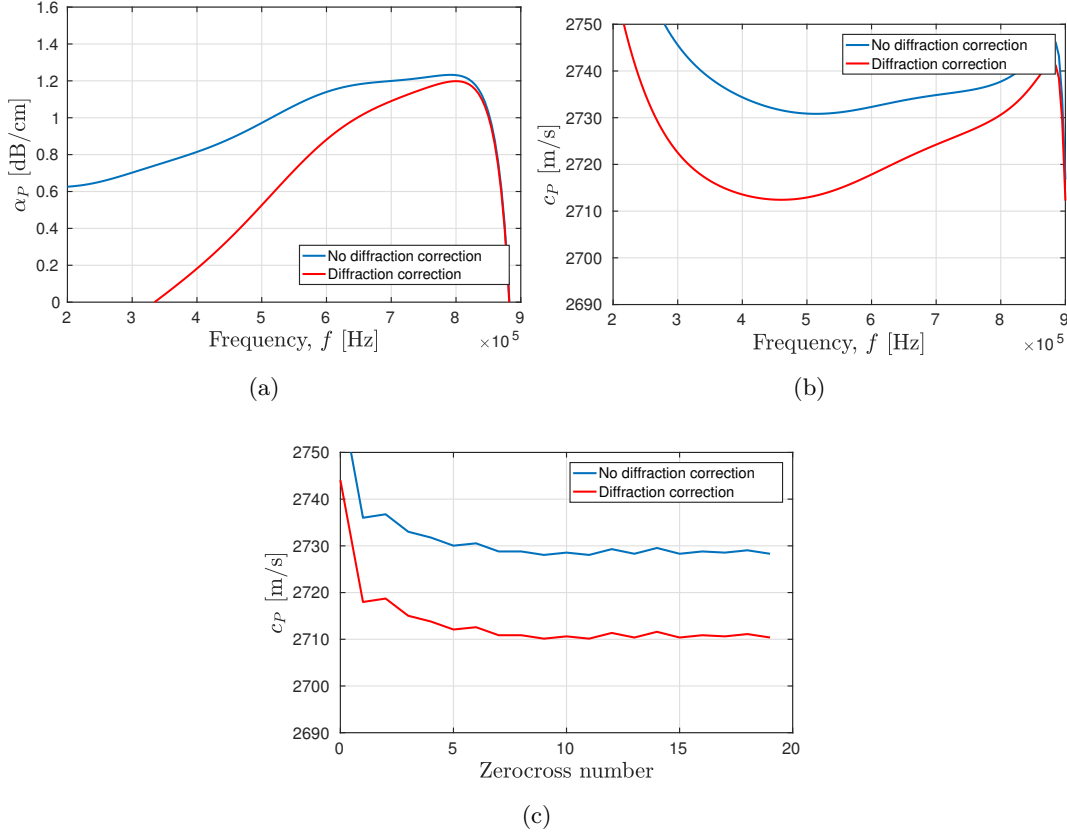 1.6
1.4
1.2
1
0.8
0.6
0.4
0.2
0
α_P [dB/cm]
No diffraction correction
Diffraction correction
2 3 4 5 6 7 8 9
×10^5
Frequency, f [Hz]
(a)
2750
2740
2730
2720
2710
2700
2690
c_P [m/s]
No diffraction correction
Diffraction correction
2 3 4 5 6 7 8 9
×10^5
Frequency, f [Hz]
(b)
2750
2740
2730
2720
2710
2700
2690
c_P [m/s]
No diffraction correction
Diffraction correction
0 5 10 15 20
Zerocross number
(c)